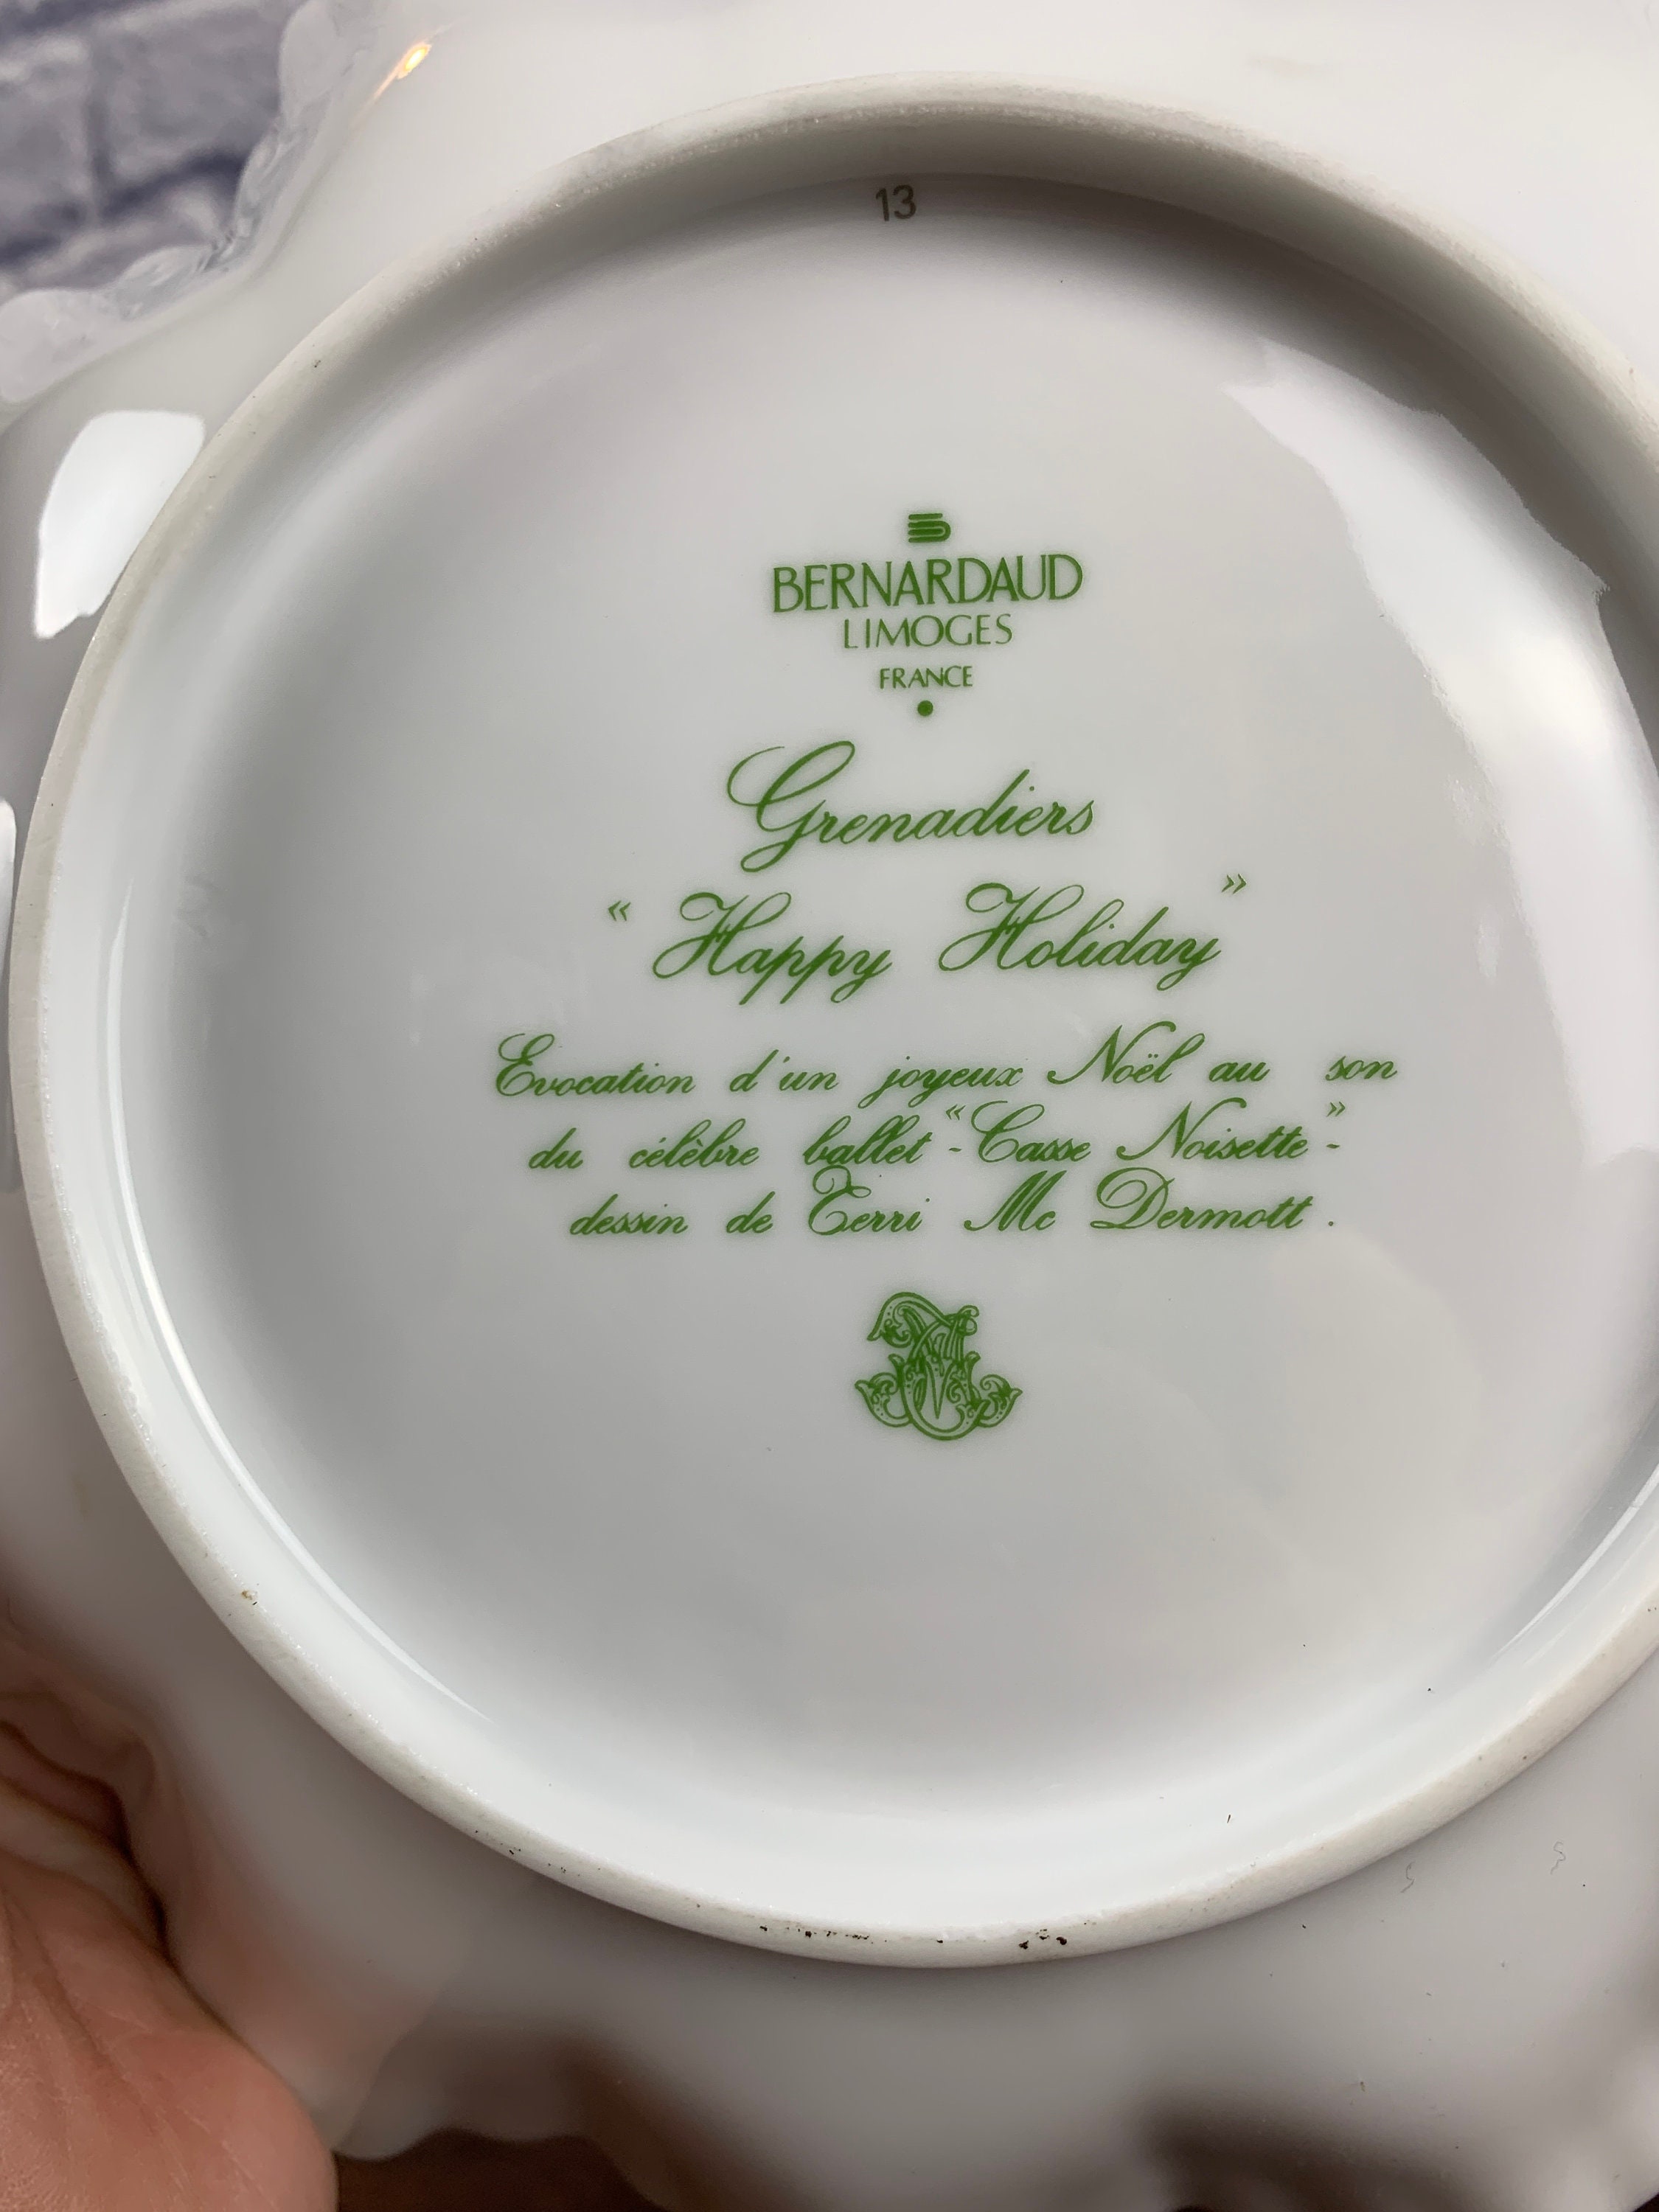 13
BERNARDAUD
LIMOGES
FRANCE
Grenadiers
« Happy Holiday »
Evocation d'un joyeux Noël au son
du célèbre ballet -«Casse Noisette»-
dessin de Terri Mc Dermott.